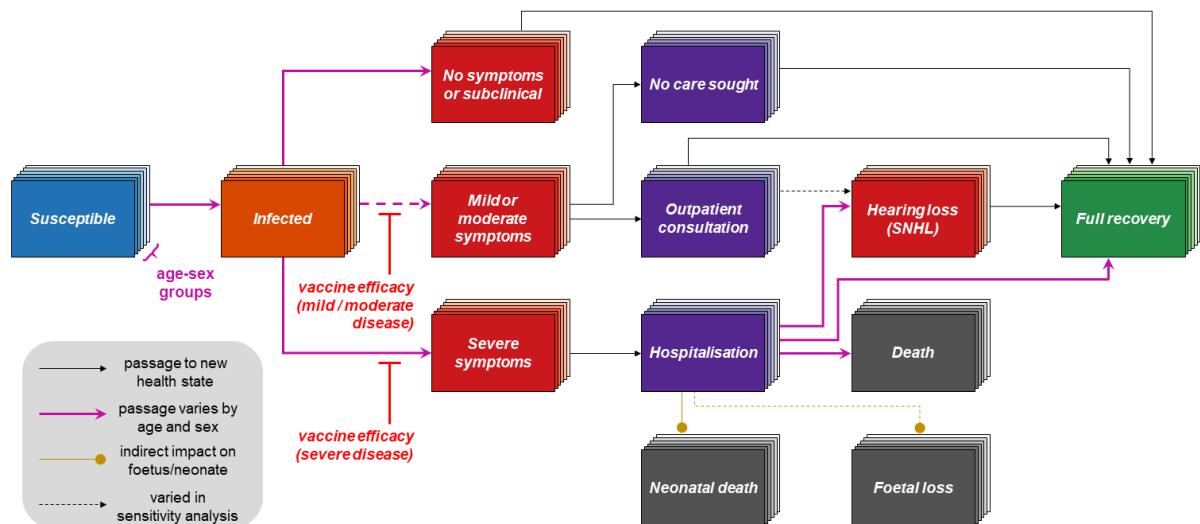 No symptoms
or subclinical
No care sought
Susceptible
Infected
Mild or
moderate
symptoms
Outpatient
consultation
Hearing loss
(SNHL)
Full recovery
age-sex
groups
vaccine efficacy
(mild / moderate
disease)
Severe
symptoms
Hospitalisation
Death
vaccine efficacy
(severe disease)
Neonatal death
Foetal loss
passage to new
health state
passage varies by
age and sex
indirect impact on
foetus/neonate
varied in
sensitivity analysis